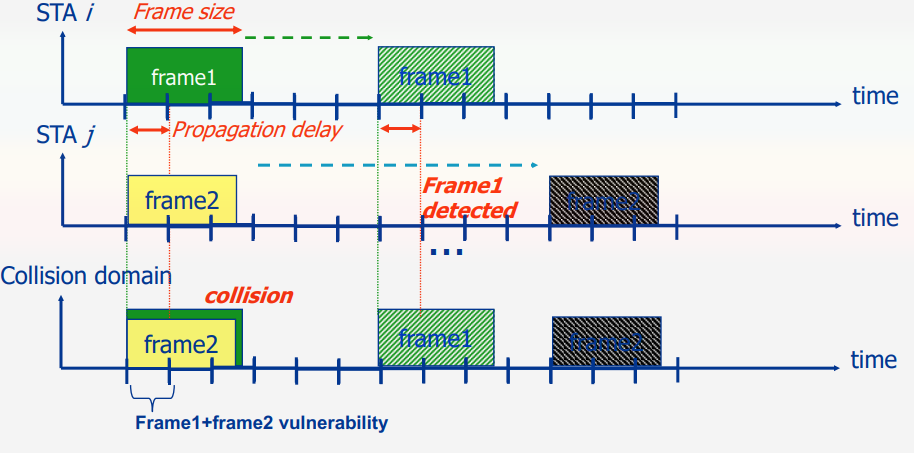 STA i
Frame size
frame1
frame1
time
Propagation delay
STA j
frame2
Frame1
detected
frame2
time
...
Collision domain
collision
frame2
frame1
frame2
time
Frame1+frame2 vulnerability